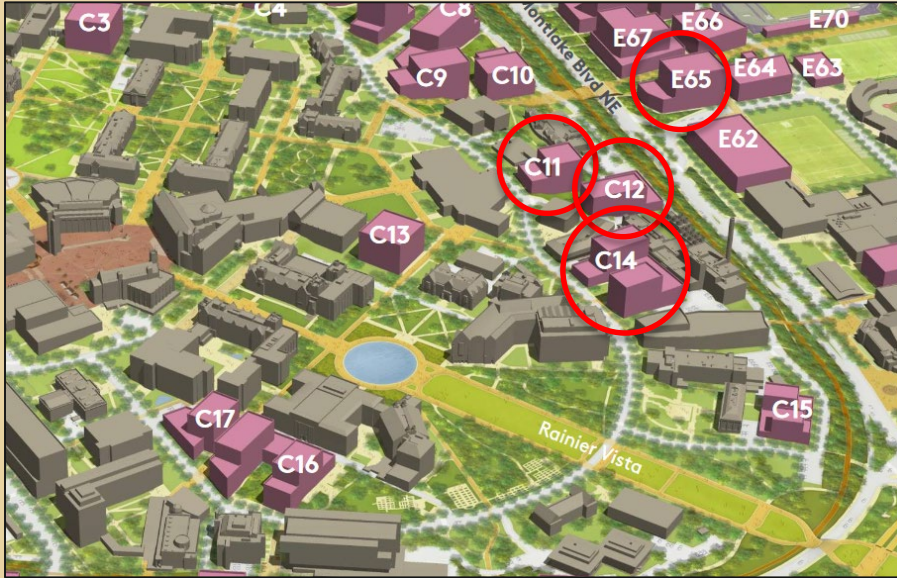 C3
C4
C8
E66
E70
E67
Montlake Blvd NE
C9
C10
E65
E64
E63
E62
C11
C12
C13
C14
C15
C17
C16
Rainier Vista